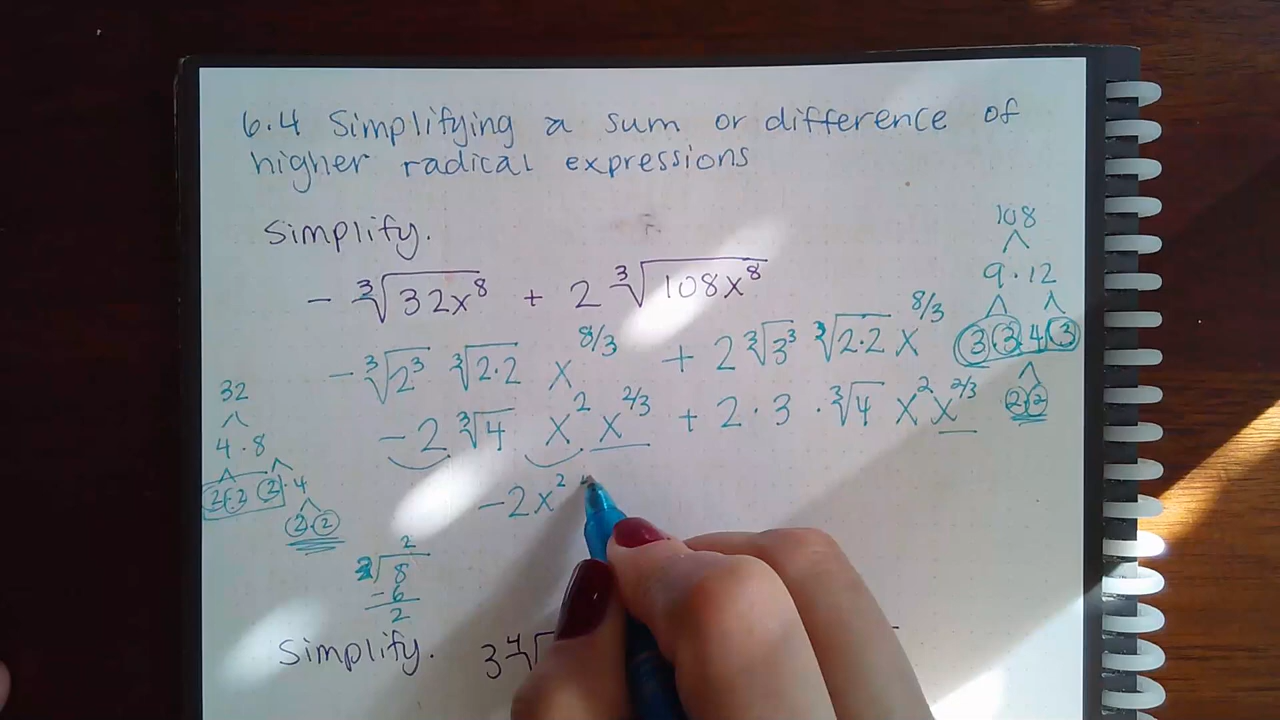 6.4 Simplifying a sum or difference of
higher radical expressions
Simplify.
- ∛(32x⁸) + 2 ∛(108x⁸)
-∛(2³) ∛(2·2) x^(8/3) + 2 ∛(3³) ∛(2·2) x^(8/3)
-2 ∛4 x² x^(2/3) + 2 · 3 · ∛4 x² x^(2/3)
-2x²
108
9 · 12
3 3 4 3
2 2
32
4 · 8
2·2 2 · 4
2·2
2
3√8
-6
2
Simplify. 3 ∜